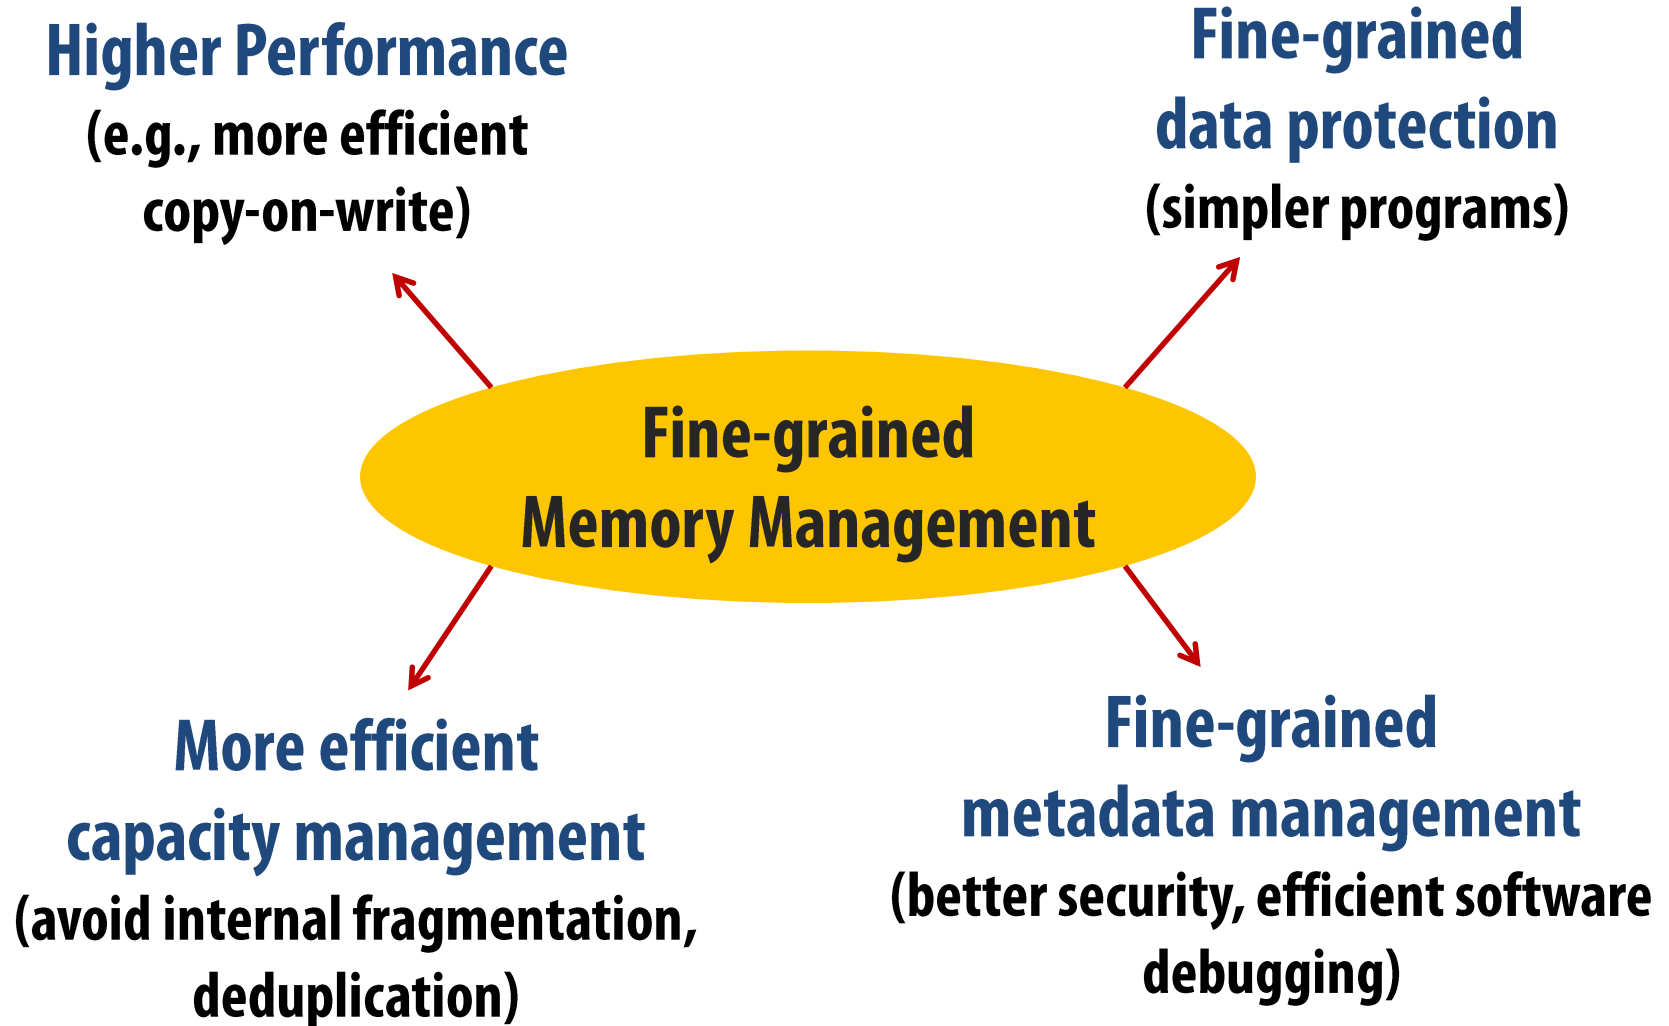 Higher Performance
(e.g., more efficient
copy-on-write)
Fine-grained
data protection
(simpler programs)
Fine-grained
Memory Management
More efficient
capacity management
(avoid internal fragmentation,
deduplication)
Fine-grained
metadata management
(better security, efficient software
debugging)